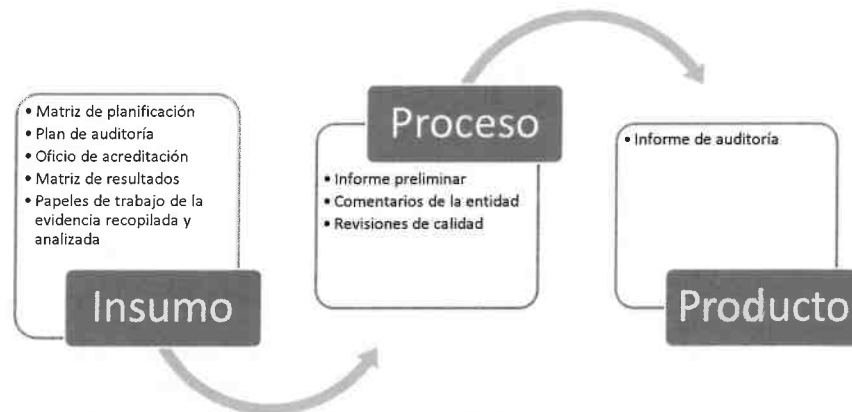 • Matriz de planificación
• Plan de auditoría
• Oficio de acreditación
• Matriz de resultados
• Papeles de trabajo de la
evidencia recopilada y
analizada
Insumo
Proceso
• Informe preliminar
• Comentarios de la entidad
• Revisiones de calidad
• Informe de auditoría
Producto